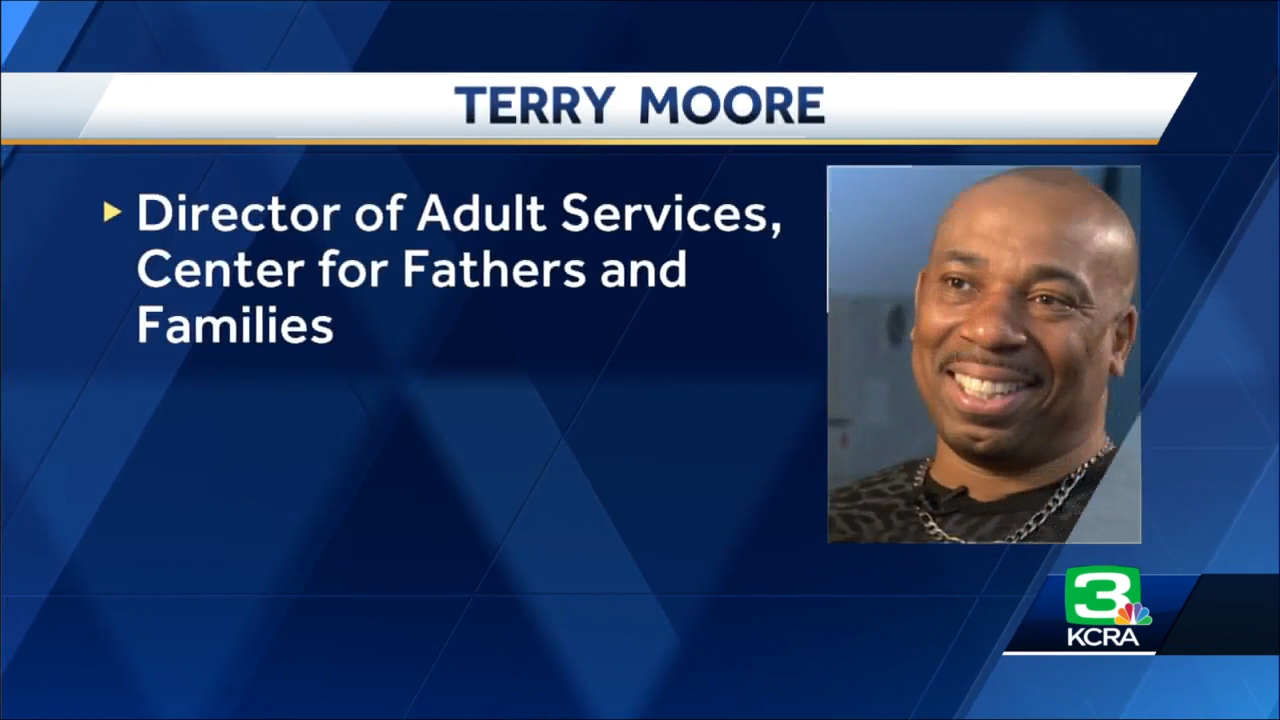 TERRY MOORE
Director of Adult Services,
Center for Fathers and
Families
3
KCRA